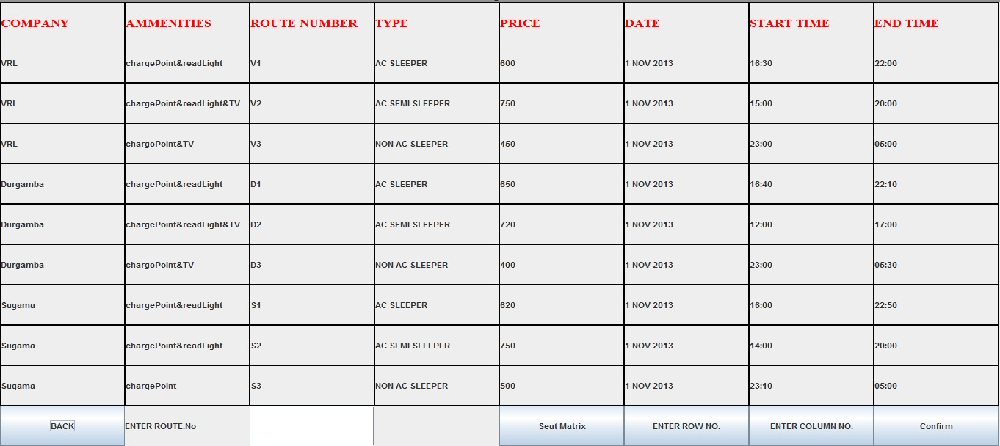 COMPANY AMMENITIES ROUTE NUMBER TYPE PRICE DATE START TIME END TIME
VRL chargePoint&readLight V1 AC SLEEPER 600 1 NOV 2013 16:30 22:00
VRL chargePoint&readLight&TV V2 AC SEMI SLEEPER 750 1 NOV 2013 15:00 20:00
VRL chargePoint&TV V3 NON AC SLEEPER 450 1 NOV 2013 23:00 05:00
Durgamba chargePoint&readLight D1 AC SLEEPER 650 1 NOV 2013 16:40 22:10
Durgamba chargePoint&readLight&TV D2 AC SEMI SLEEPER 720 1 NOV 2013 12:00 17:00
Durgamba chargePoint&TV D3 NON AC SLEEPER 400 1 NOV 2013 23:00 05:30
Sugama chargePoint&readLight S1 AC SLEEPER 620 1 NOV 2013 16:00 22:50
Sugama chargePoint&readLight S2 AC SEMI SLEEPER 750 1 NOV 2013 14:00 20:00
Sugama chargePoint S3 NON AC SLEEPER 500 1 NOV 2013 23:10 05:00
BACK ENTER ROUTE.No Seat Matrix ENTER ROW NO. ENTER COLUMN NO. Confirm